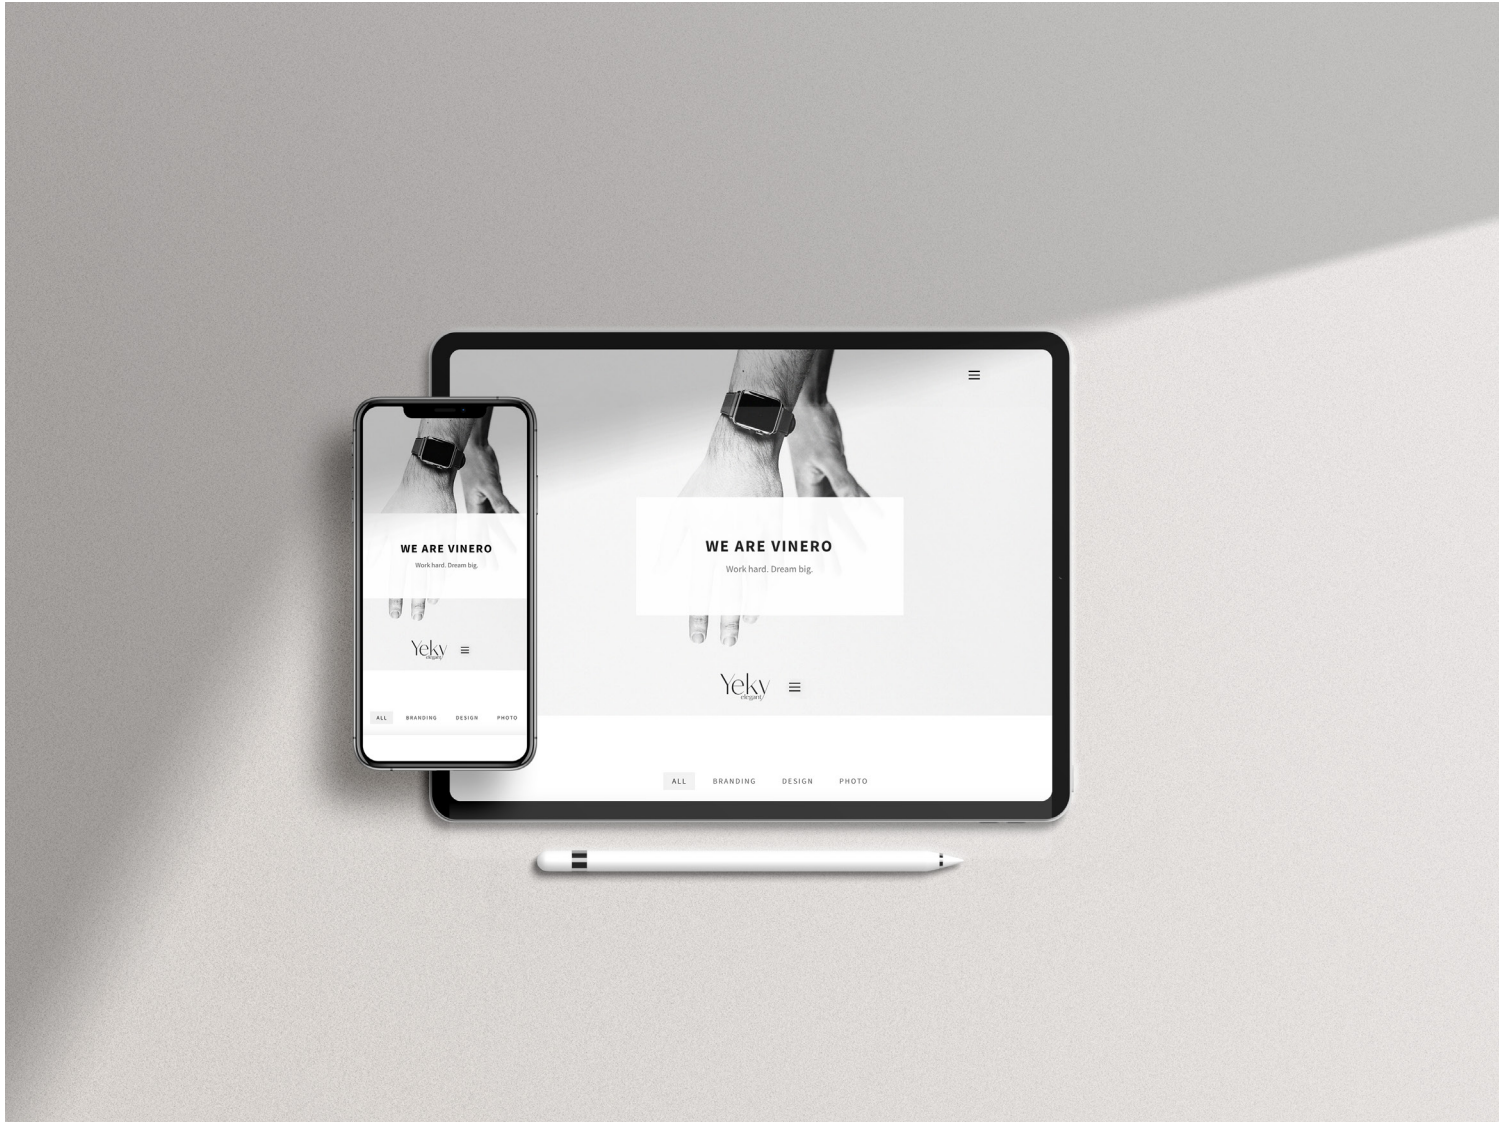 WE ARE VINERO
Work hard. Dream big.
Yeky
elegant
ALL BRANDING DESIGN PHOTO
WE ARE VINERO
Work hard. Dream big.
Yeky
elegant
ALL BRANDING DESIGN PHOTO